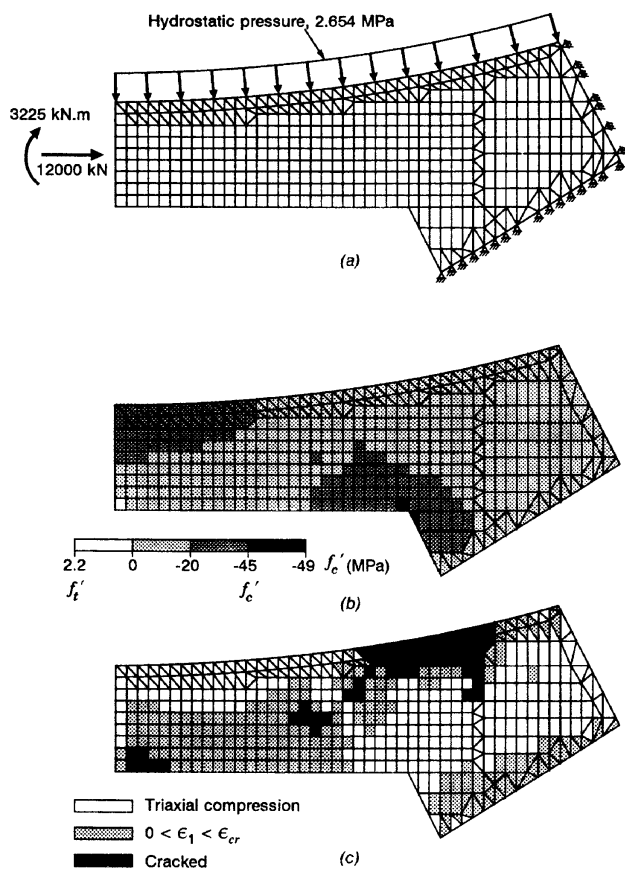 Hydrostatic pressure, 2.654 MPa
3225 kN.m
12000 kN
(a)
2.2 0 -20 -45 -49 f_c' (MPa)
f_t' f_c'
(b)
Triaxial compression
0 < ϵ_1 < ϵ_cr
Cracked
(c)